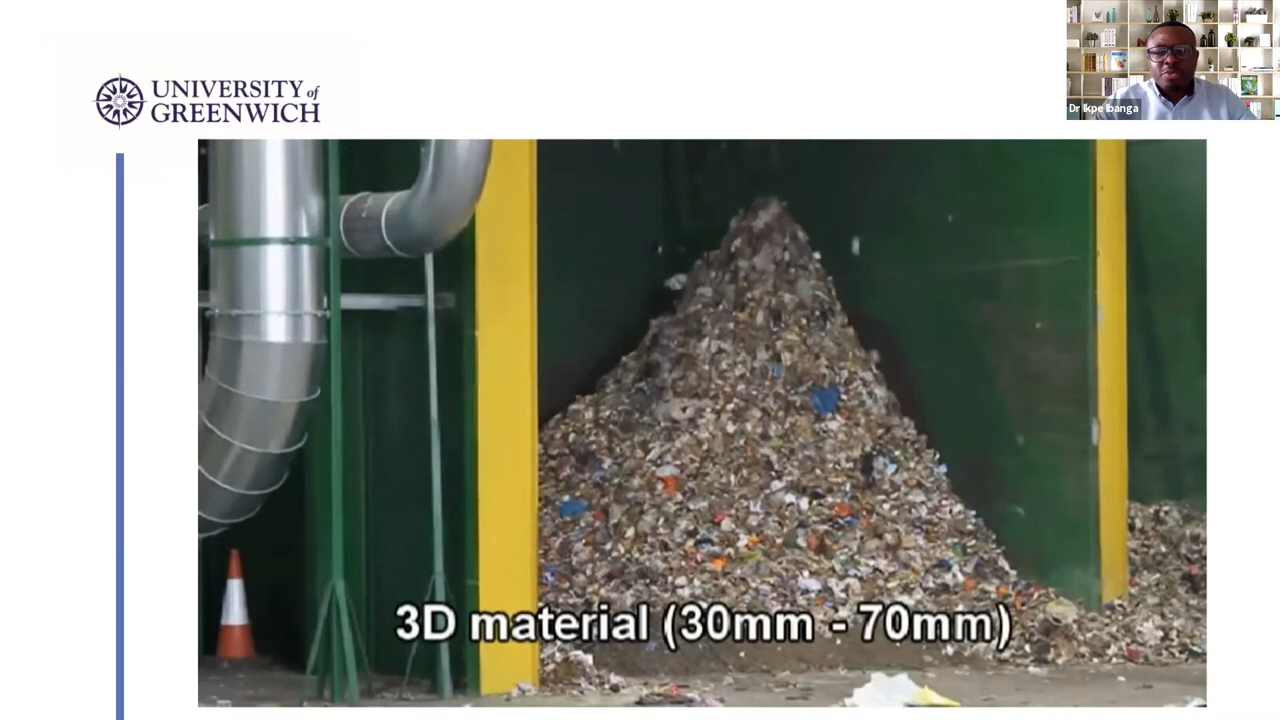 UNIVERSITY of
GREENWICH
Dr Ikpe Ibanga
3D material (30mm - 70mm)